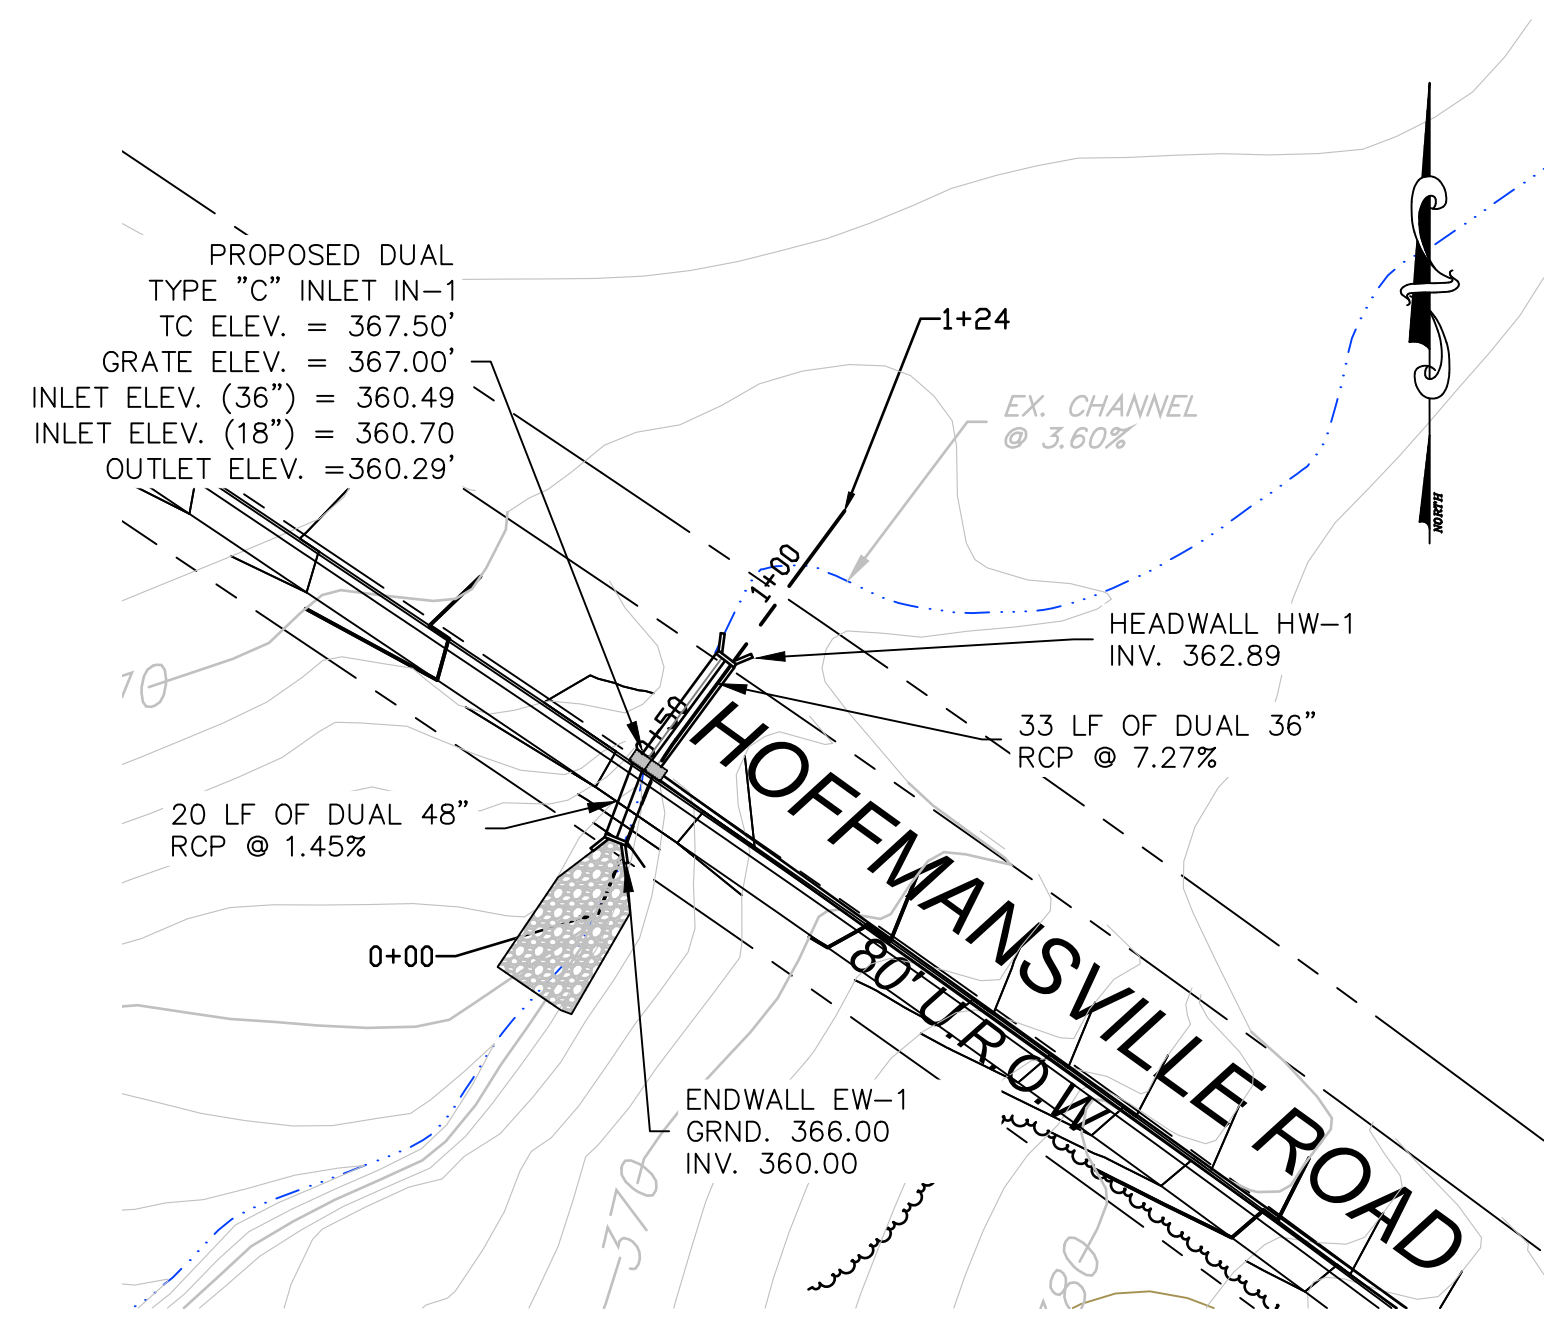 PROPOSED DUAL
TYPE "C" INLET IN-1
TC ELEV. = 367.50'
GRATE ELEV. = 367.00'
INLET ELEV. (36") = 360.49
INLET ELEV. (18") = 360.70
OUTLET ELEV. =360.29'
1+24
EX. CHANNEL
@ 3.60%
NORTH
1+00
HEADWALL HW-1
INV. 362.89
0+50
33 LF OF DUAL 36"
RCP @ 7.27%
20 LF OF DUAL 48"
RCP @ 1.45%
0+00
HOFFMANSVILLE ROAD
80' U.R.O.W
ENDWALL EW-1
GRND. 366.00
INV. 360.00
370